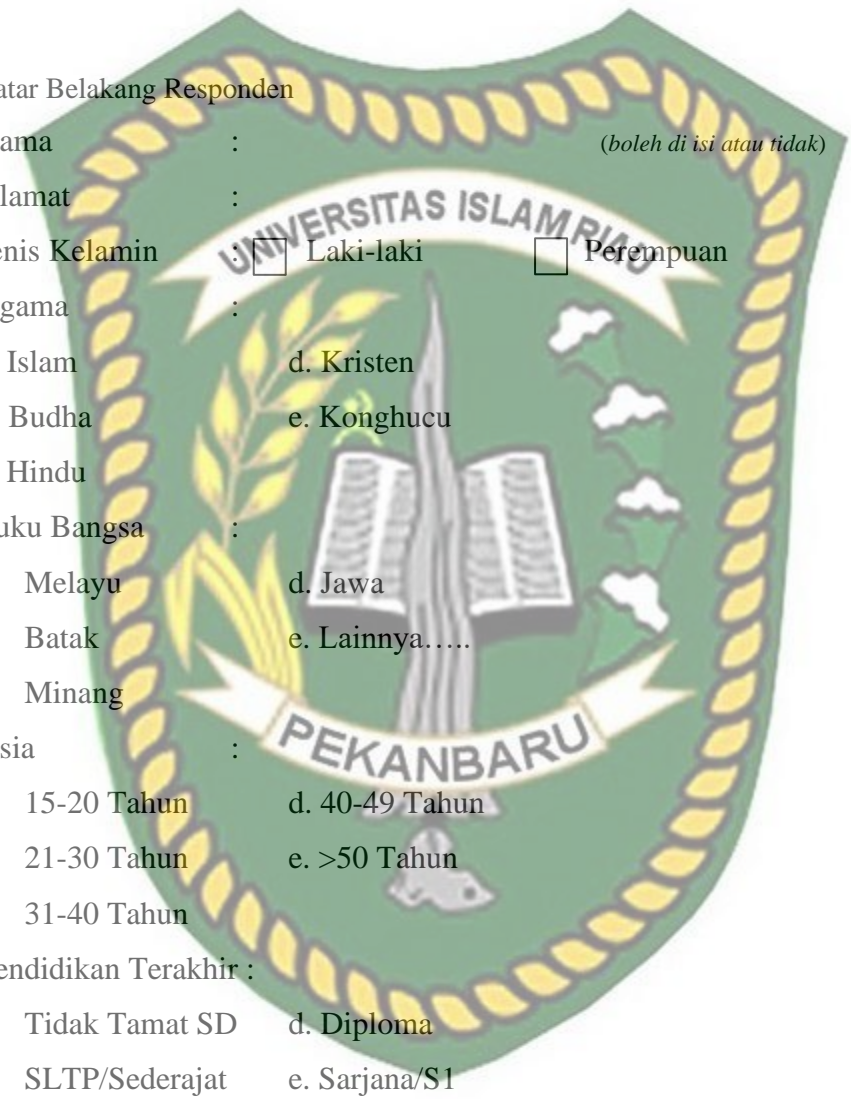 atar Belakang Responden
ama : (boleh di isi atau tidak)
lamat :
UNIVERSITAS ISLAM RIAU
enis Kelamin : Laki-laki Perempuan
gama :
Islam d. Kristen
Budha e. Konghucu
Hindu
uku Bangsa :
Melayu d. Jawa
Batak e. Lainnya…..
Minang
sia :
PEKANBARU
15-20 Tahun d. 40-49 Tahun
21-30 Tahun e. >50 Tahun
31-40 Tahun
endidikan Terakhir :
Tidak Tamat SD d. Diploma
SLTP/Sederajat e. Sarjana/S1